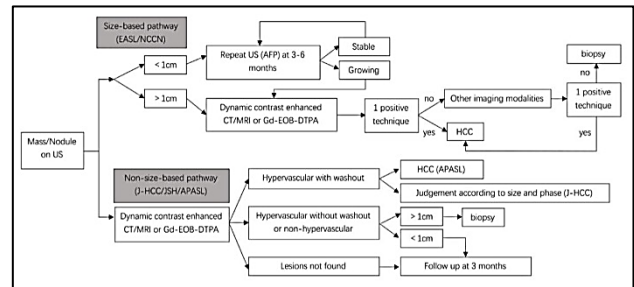 Size-based pathway
(EASL/NCCN)
< 1cm
Repeat US (AFP) at 3-6
months
Stable
Growing
> 1cm
Dynamic contrast enhanced
CT/MRI or Gd-EOB-DTPA
1 positive
technique
no
yes
Other imaging modalities
HCC
1 positive
technique
no
biopsy
yes
Mass/Nodule
on US
Non-size-based pathway
(J-HCC/JSH/APASL)
Dynamic contrast enhanced
CT/MRI or Gd-EOB-DTPA
Hypervascular with washout
HCC (APASL)
Judgement according to size and phase (J-HCC)
Hypervascular without washout
or non-hypervascular
> 1cm
biopsy
< 1cm
Lesions not found
Follow up at 3 months